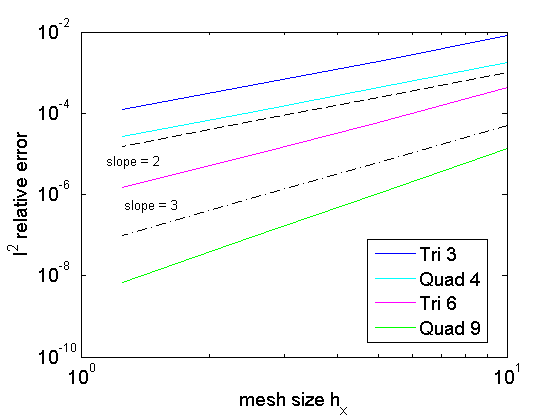 10^-2
10^-4
10^-6
10^-8
10^-10
l^2 relative error
slope = 2
slope = 3
Tri 3
Quad 4
Tri 6
Quad 9
10^0
10^1
mesh size h_x